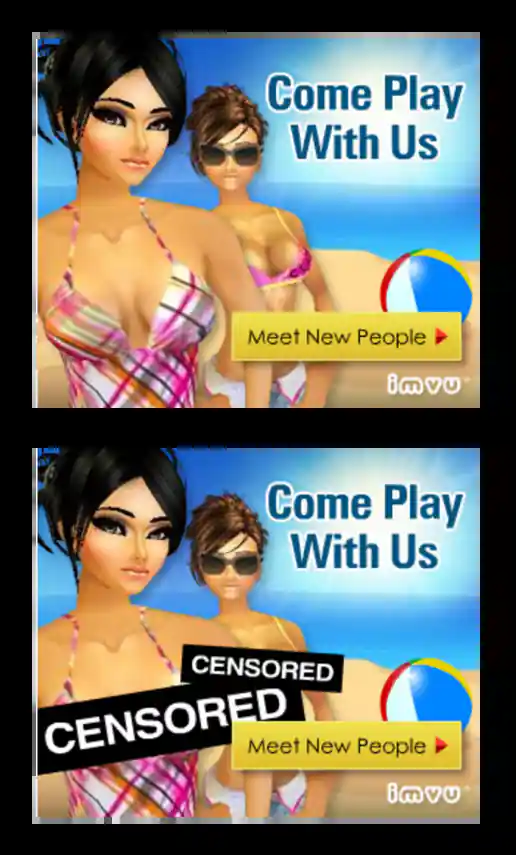 Come Play
With Us
Meet New People
imvu
Come Play
With Us
CENSORED
CENSORED
Meet New People
imvu